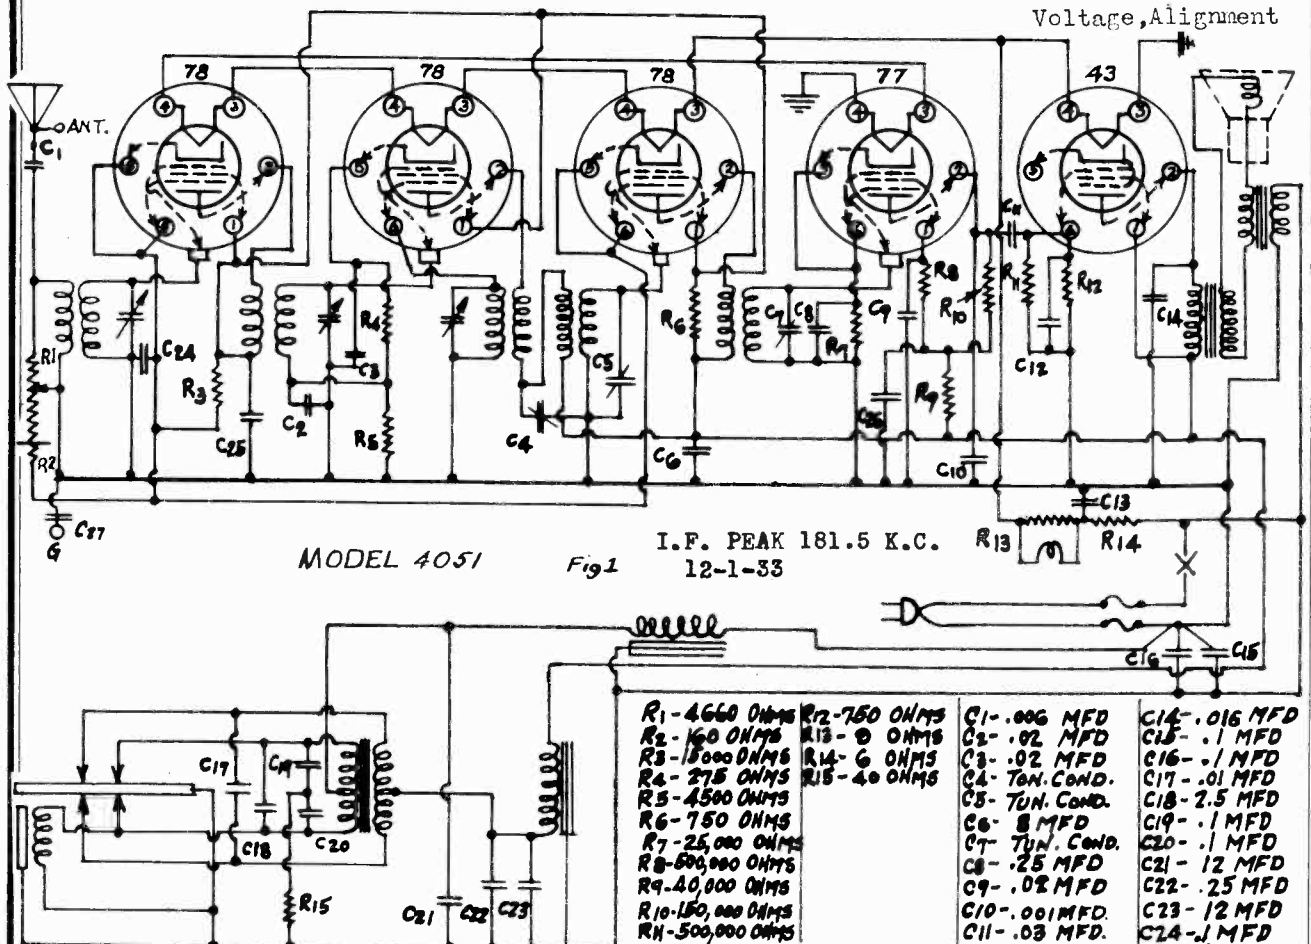 Voltage,Alignment
78
78
78
77
43
ANT.
C1
R1
R2
C24
R3
C25
C2
R4
C3
R5
C4
C5
R6
C6
C7
C8
R7
C9
R8
R10
C26
R9
C10
C11
R11
R12
C12
C14
C13
R13
R14
C27
G
MODEL 4051
Fig 1
I.F. PEAK 181.5 K.C.
12-1-33
X
C16
C15
C17
C19
C18
C20
R15
C21
C22
C23
R1-4660 OHMS
R2-160 OHMS
R3-15000 OHMS
R4-275 OHMS
R5-4500 OHMS
R6-750 OHMS
R7-25,000 OHMS
R8-500,000 OHMS
R9-40,000 OHMS
R10-150,000 OHMS
R11-500,000 OHMS
R12-750 OHMS
R13- OHMS
R14-6 OHMS
R15-40 OHMS
C1-.006 MFD
C2-.02 MFD
C3-.02 MFD
C4-TUN.COND.
C5-TUN.COND.
C6-8 MFD
C7-TUN.COND.
C8-.25 MFD
C9-.02 MFD
C10-.001 MFD.
C11-.03 MFD.
C14-.016 MFD
C15-.1 MFD
C16-.1 MFD
C17-.01 MFD
C18-2.5 MFD
C19-.1 MFD
C20-.1 MFD
C21-12 MFD
C22-.25 MFD
C23-12 MFD
C24-.1 MFD